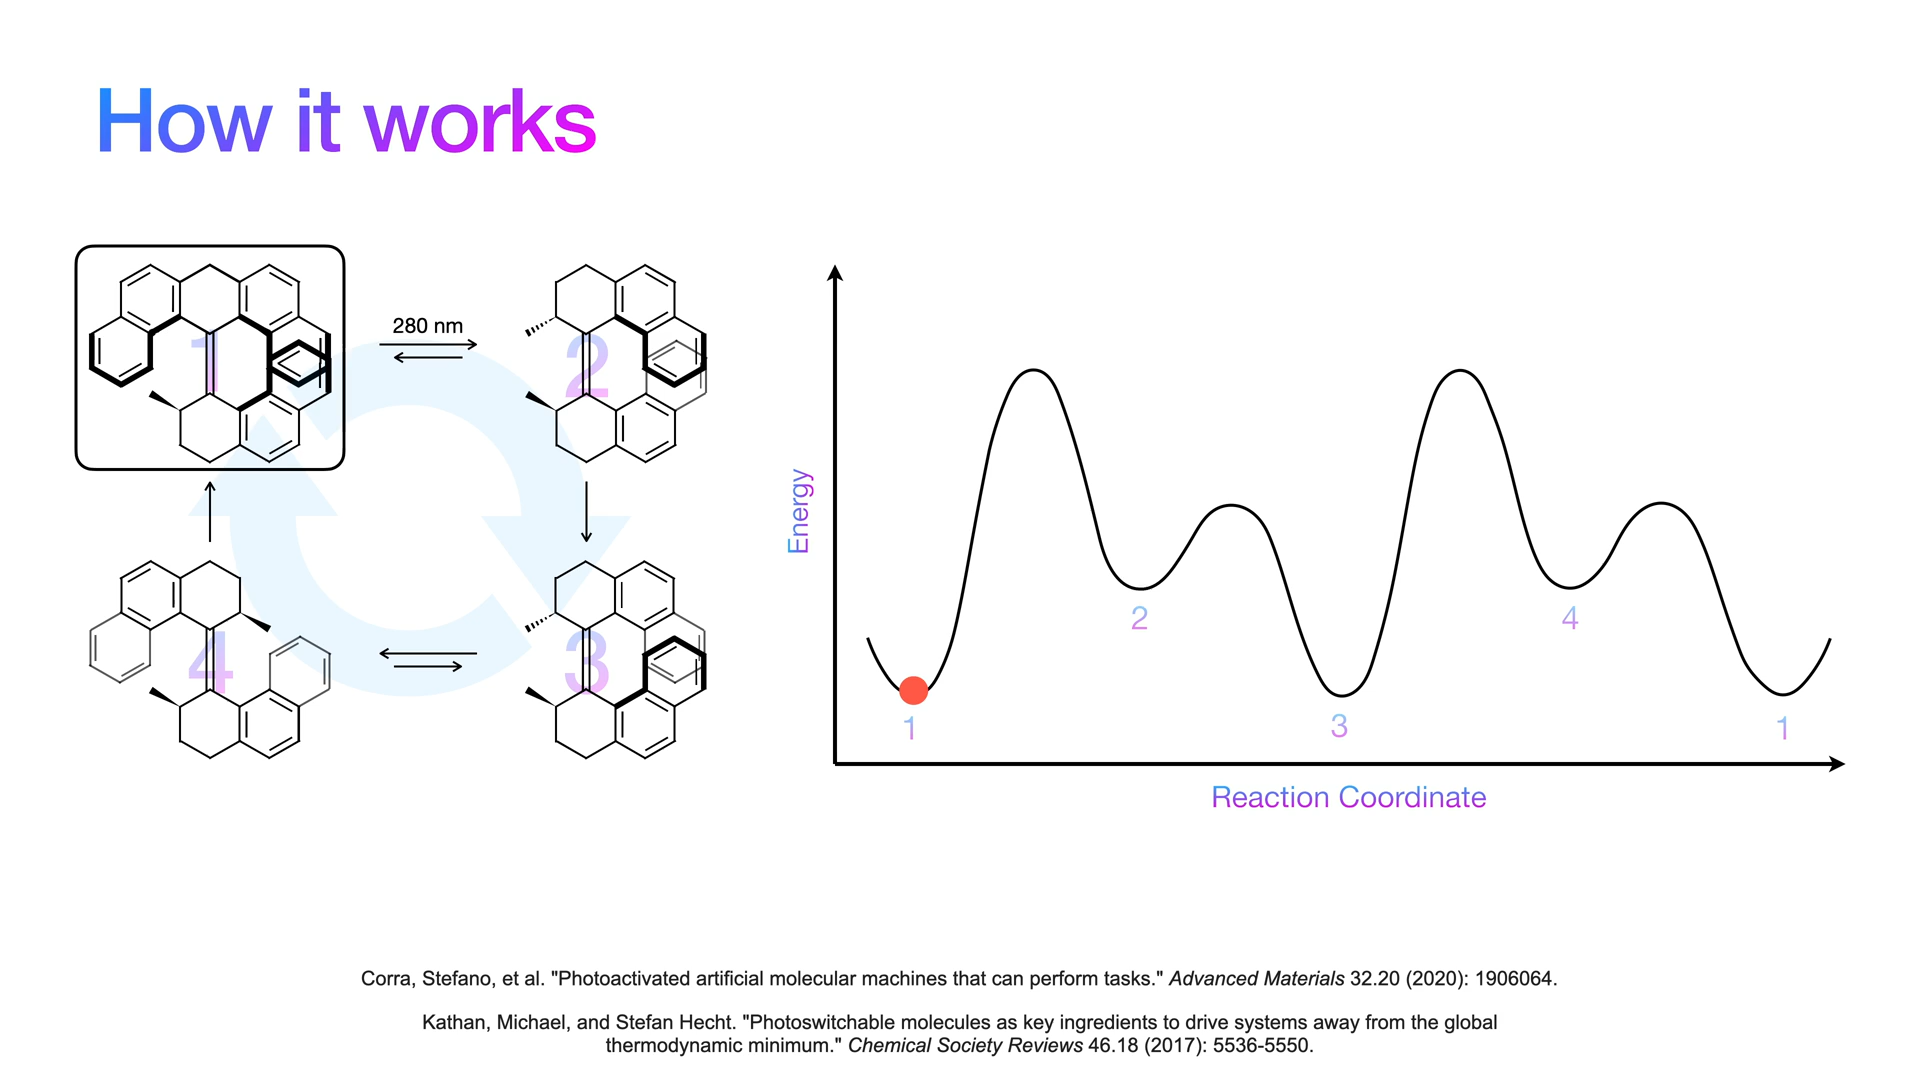 How it works
1
280 nm
2
4
3
Energy
2
4
1
3
1
Reaction Coordinate
Corra, Stefano, et al. "Photoactivated artificial molecular machines that can perform tasks." Advanced Materials 32.20 (2020): 1906064.
Kathan, Michael, and Stefan Hecht. "Photoswitchable molecules as key ingredients to drive systems away from the global
thermodynamic minimum." Chemical Society Reviews 46.18 (2017): 5536-5550.